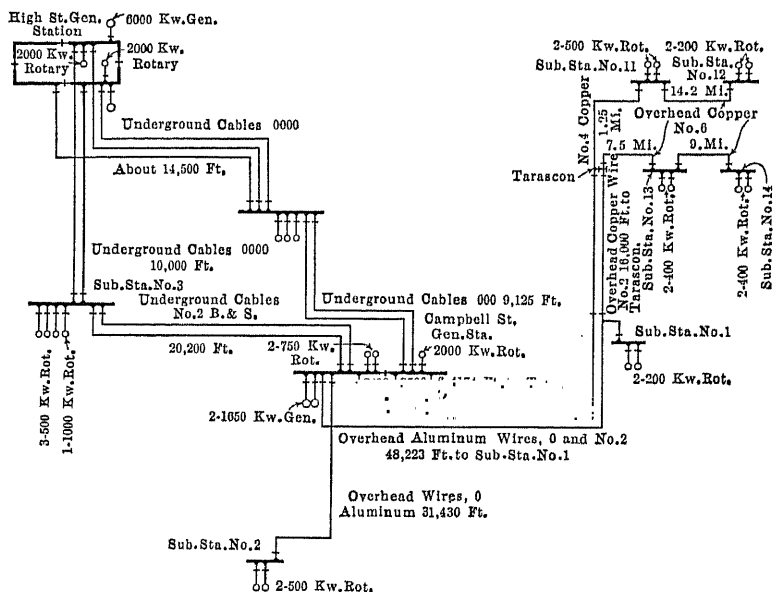 High St.Gen.
Station
6000 Kw.Gen.
2000 Kw.
Rotary
2000 Kw.
Rotary
Underground Cables 0000
About 14,500 Ft.
Underground Cables 0000
10,000 Ft.
Sub.Sta.No.3
Underground Cables
No.2 B.& S.
20,200 Ft.
3-500 Kw.Rot.
1-1000 Kw.Rot.
Underground Cables 000 9,125 Ft.
Campbell St.
Gen.Sta.
2-750 Kw.
Rot.
2000 Kw.Rot.
2-1650 Kw.Gen.
Overhead Aluminum Wires, 0 and No.2
48,223 Ft.to Sub.Sta.No.1
Overhead Wires, 0
Aluminum 31,430 Ft.
Sub.Sta.No.2
2-500 Kw.Rot.
2-500 Kw.Rot.
Sub.Sta.No.11
2-200 Kw.Rot.
Sub.Sta.
No.12
14.2 Mi.
No.4 Copper
1.25
Mi.
Overhead Copper
No.6
7.5 Mi.
9.Mi.
Tarascon
Overhead Copper Wire
No.2 16,000 Ft.to
Tarascon.
Sub.Sta.No.13
2-400 Kw.Rot.
2-400 Kw.Rot.
Sub.Sta.No.14
Sub.Sta.No.1
2-200 Kw.Rot.